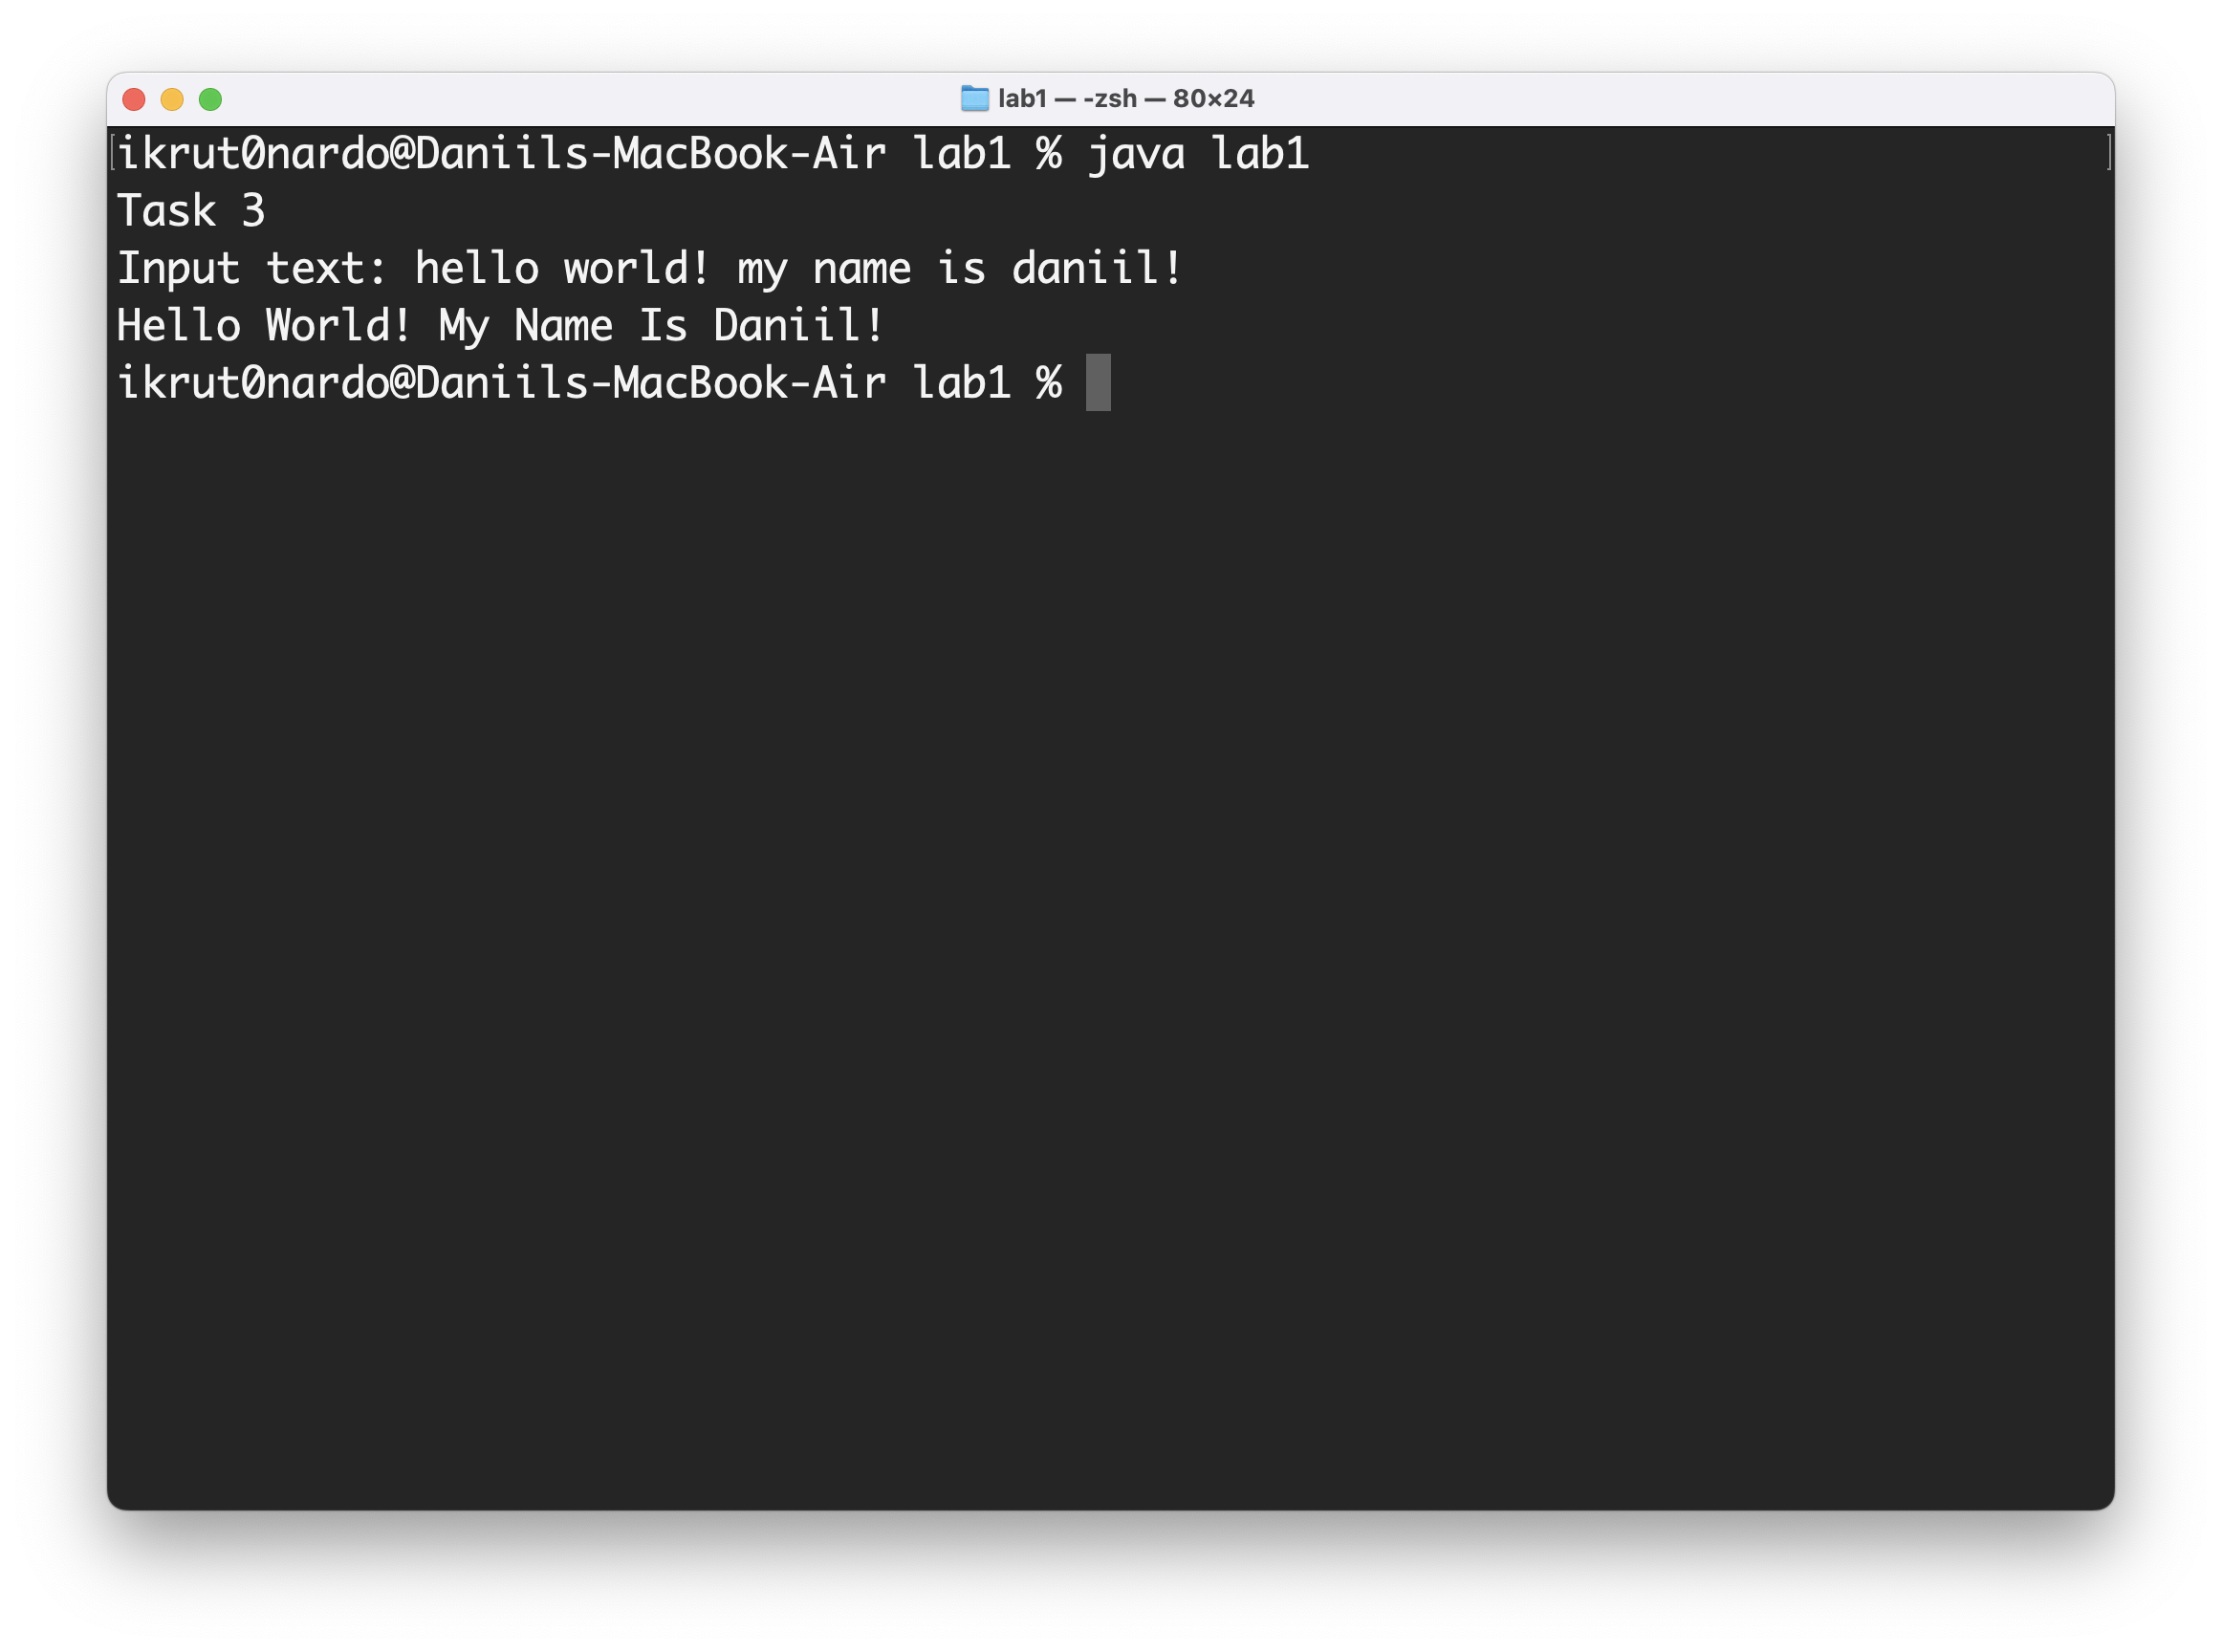 lab1 — -zsh — 80×24
[ikrut0nardo@Daniils-MacBook-Air lab1 % java lab1 ]
Task 3
Input text: hello world! my name is daniil!
Hello World! My Name Is Daniil!
ikrut0nardo@Daniils-MacBook-Air lab1 %